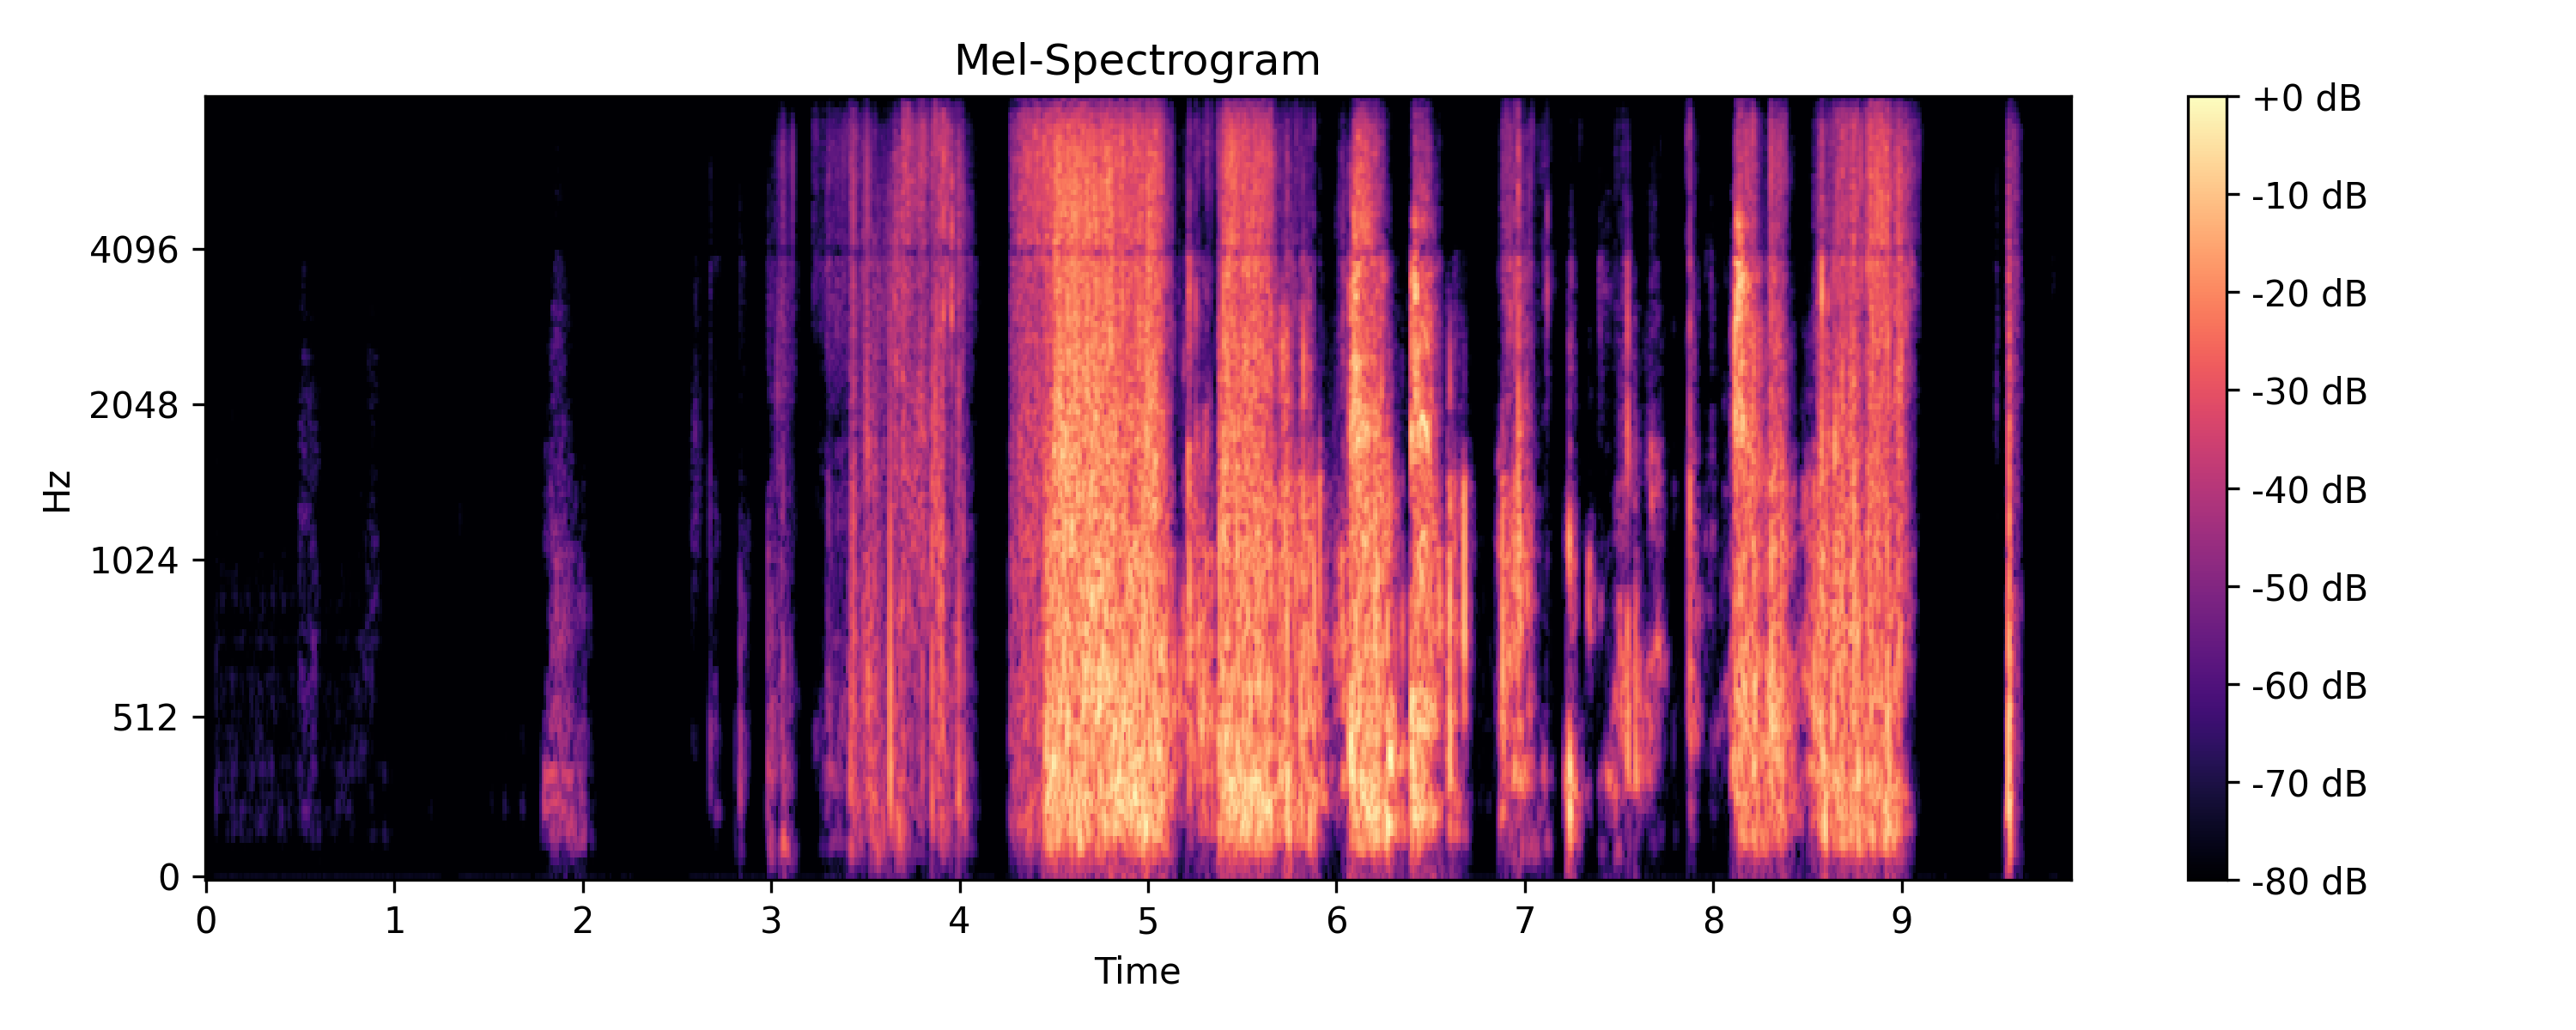 Mel-Spectrogram
+0 dB
-10 dB
-20 dB
-30 dB
-40 dB
-50 dB
-60 dB
-70 dB
-80 dB
Hz
4096
2048
1024
512
0
0 1 2 3 4 5 6 7 8 9
Time